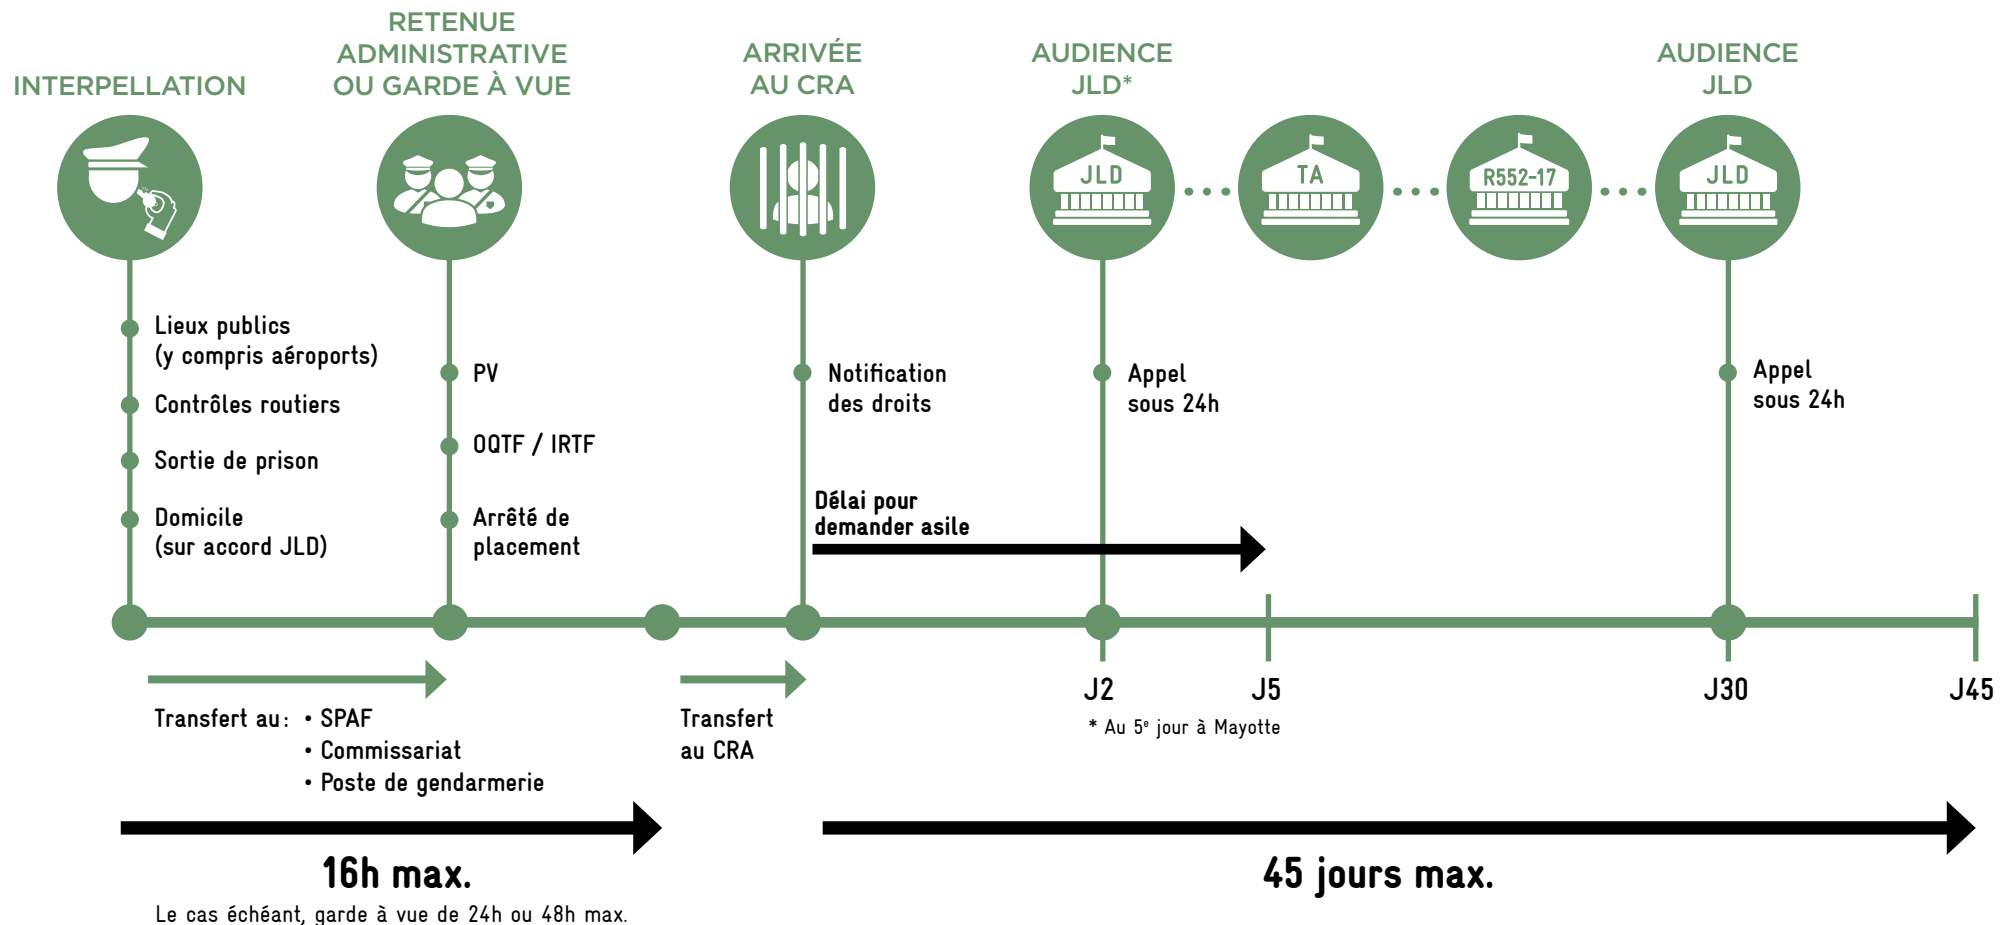 INTERPELLATION
RETENUE
ADMINISTRATIVE
OU GARDE À VUE
ARRIVÉE
AU CRA
AUDIENCE
JLD*
AUDIENCE
JLD
JLD
TA
R552-17
JLD
Lieux publics
(y compris aéroports)
Contrôles routiers
Sortie de prison
Domicile
(sur accord JLD)
PV
OQTF / IRTF
Arrêté de
placement
Notification
des droits
Délai pour
demander asile
Appel
sous 24h
Appel
sous 24h
Transfert au : • SPAF
• Commissariat
• Poste de gendarmerie
Transfert
au CRA
J2
J5
J30
J45
* Au 5e jour à Mayotte
16h max.
Le cas échéant, garde à vue de 24h ou 48h max.
45 jours max.